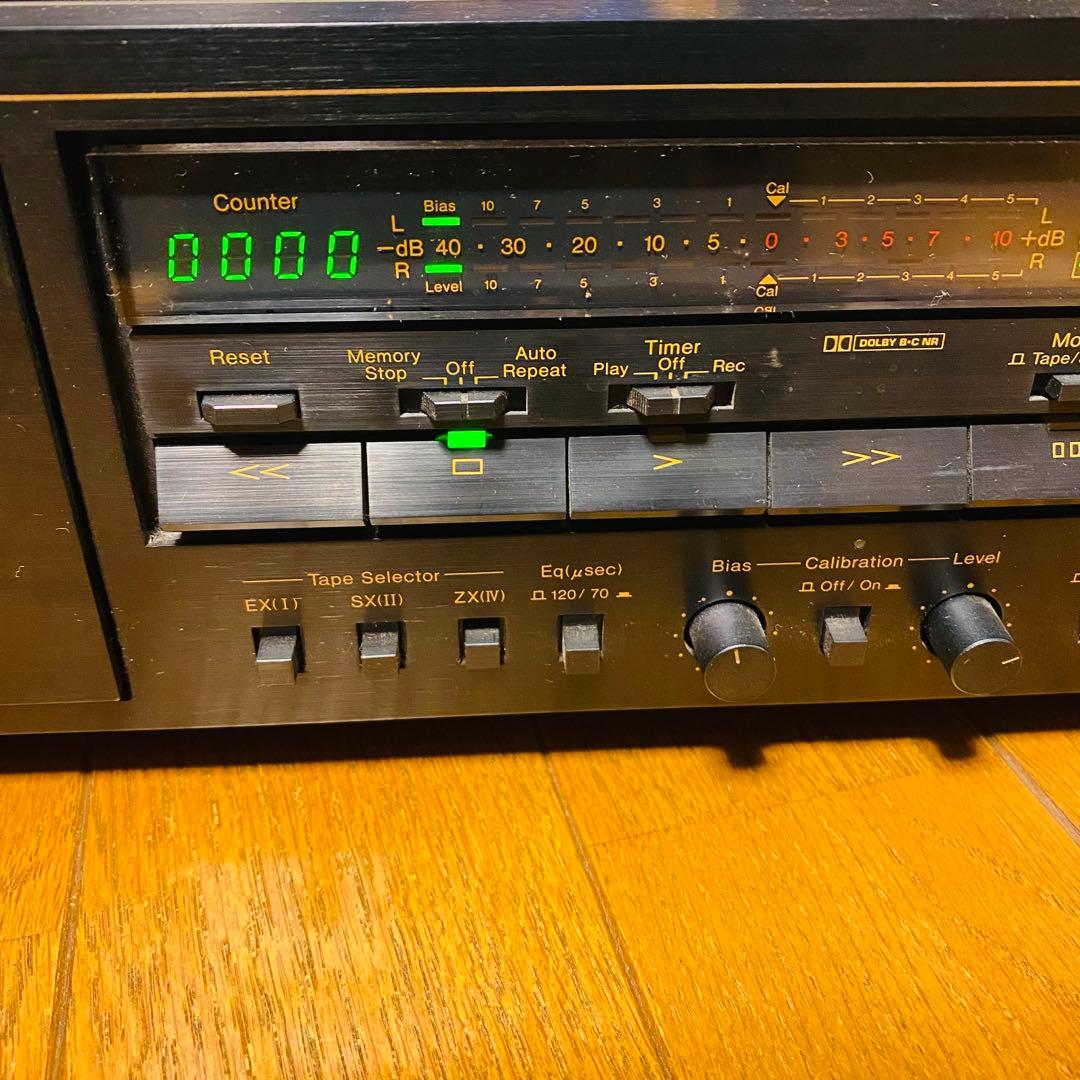 Counter
0000
Cal
L Bias 10 7 5 3 1 1 2 3 4 5 L
-dB 40 · 30 · 20 · 10 · 5 · 0 · 3 · 5 · 7 · 10 +dB
R Level 10 7 5 3 1 1 2 3 4 5 R
Cal
Reset
Memory Stop Off Auto Repeat
Timer
Play Off Rec
DOLBY B·C NR
Tape/
<< □ > >>
Tape Selector
EX(I) SX(II) ZX(IV)
Eq(μsec)
120 / 70
Bias Calibration Level
Off / On